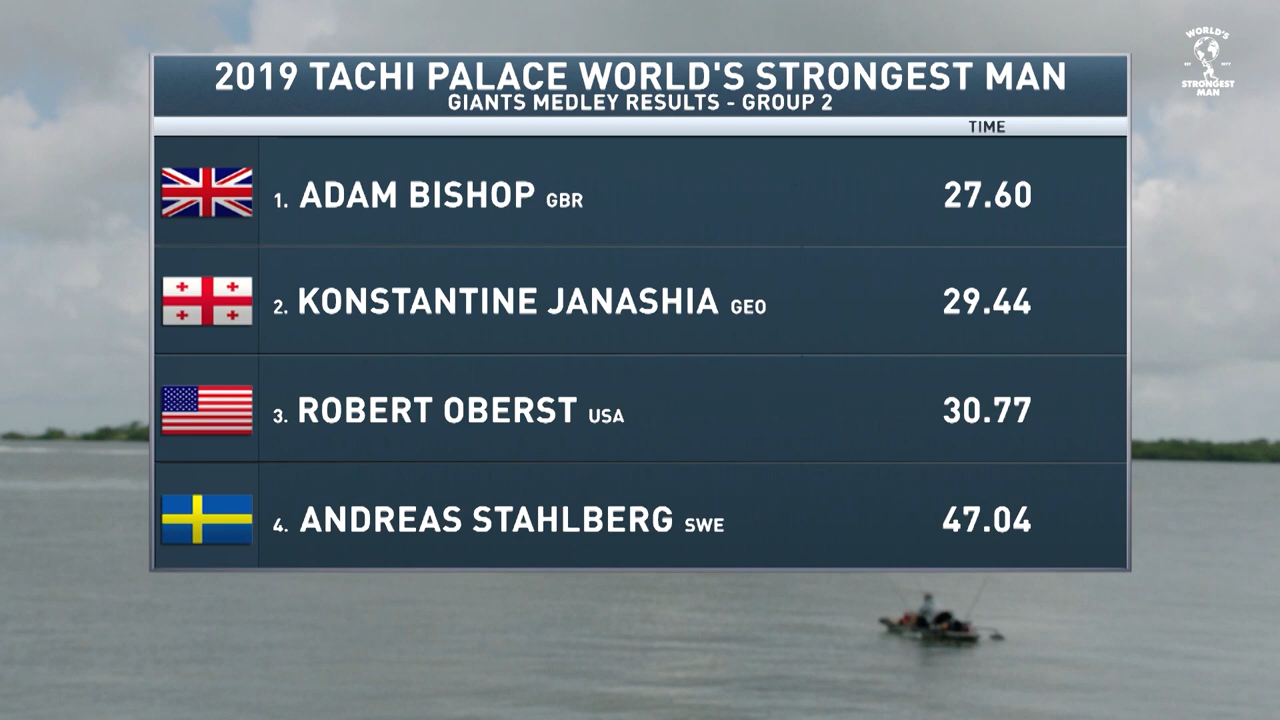 WORLD'S
STRONGEST
MAN
2019 TACHI PALACE WORLD'S STRONGEST MAN
GIANTS MEDLEY RESULTS - GROUP 2
TIME
1. ADAM BISHOP GBR 27.60
2. KONSTANTINE JANASHIA GEO 29.44
3. ROBERT OBERST USA 30.77
4. ANDREAS STAHLBERG SWE 47.04